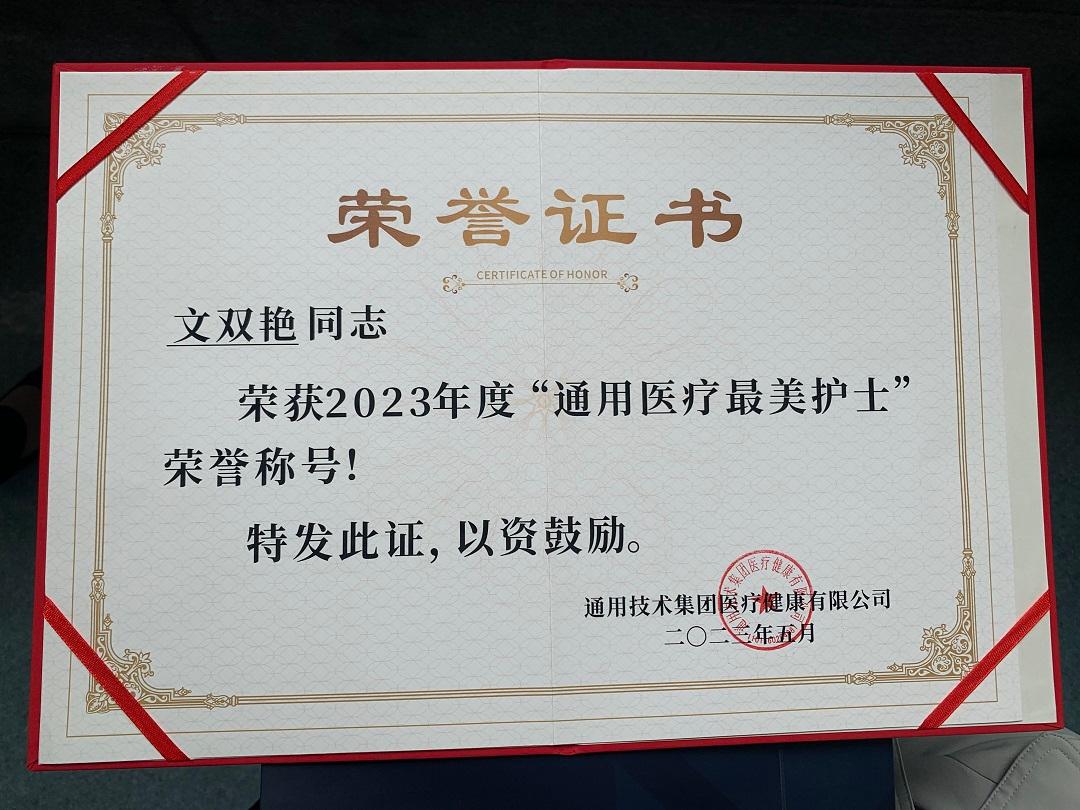 荣誉证书
CERTIFICATE OF HONOR
文双艳同志
荣获2023年度“通用医疗最美护士”
荣誉称号!
特发此证,以资鼓励。
通用技术集团医疗健康有限公司
二〇二三年五月